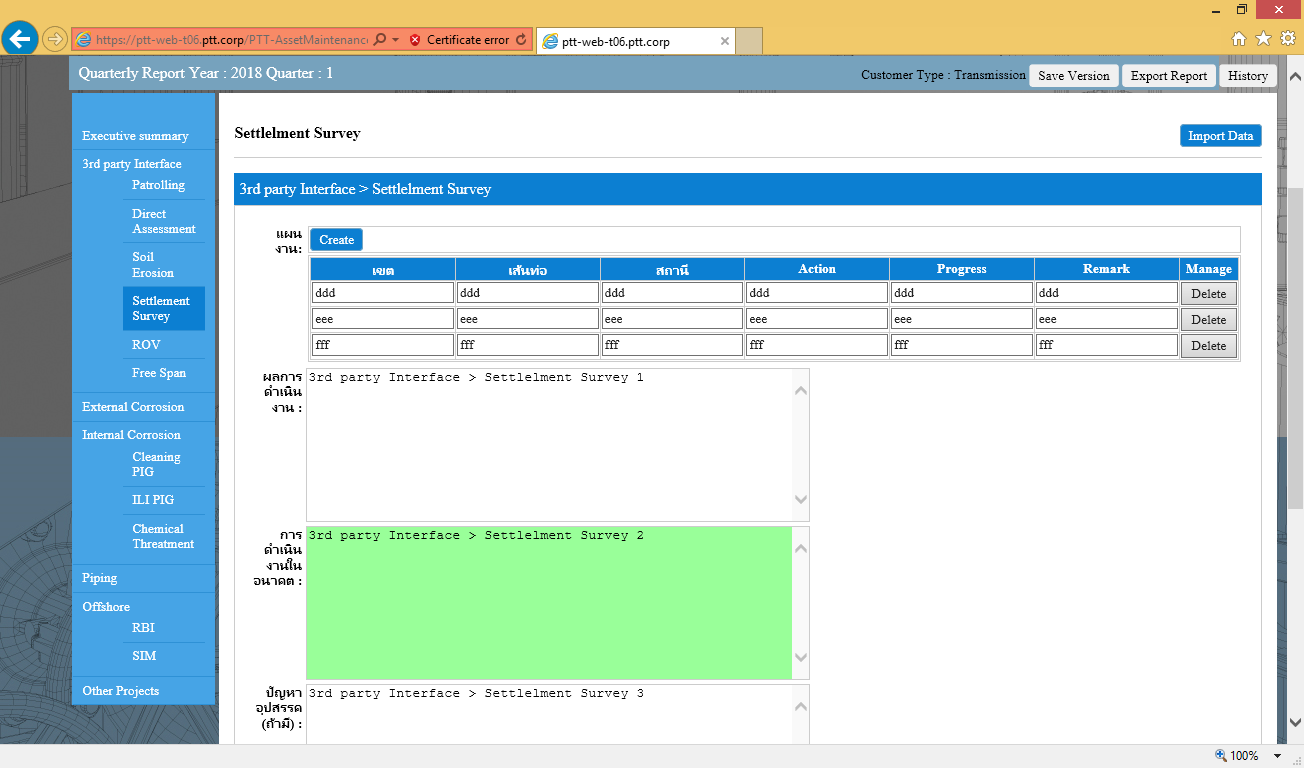 https://ptt-web-t06.ptt.corp/PTT-AssetMaintenanc
Certificate error
ptt-web-t06.ptt.corp
Quarterly Report Year : 2018 Quarter : 1
Customer Type : Transmission
Save Version
Export Report
History
Executive summary
3rd party Interface
Patrolling
Direct
Assessment
Soil
Erosion
Settlement
Survey
ROV
Free Span
External Corrosion
Internal Corrosion
Cleaning
PIG
ILI PIG
Chemical
Threatment
Piping
Offshore
RBI
SIM
Other Projects
Settlelment Survey
Import Data
3rd party Interface > Settlelment Survey
แผน
งาน:
Create
เขต เส้นท่อ สถานี Action Progress Remark Manage
ddd ddd ddd ddd ddd ddd Delete
eee eee eee eee eee eee Delete
fff fff fff fff fff fff Delete
ผลการ
ดำเนิน
งาน :
3rd party Interface > Settlelment Survey 1
การ
ดำเนิน
งานใน
อนาคต :
3rd party Interface > Settlelment Survey 2
ปัญหา
อุปสรรค
(ถ้ามี) :
3rd party Interface > Settlelment Survey 3
100%